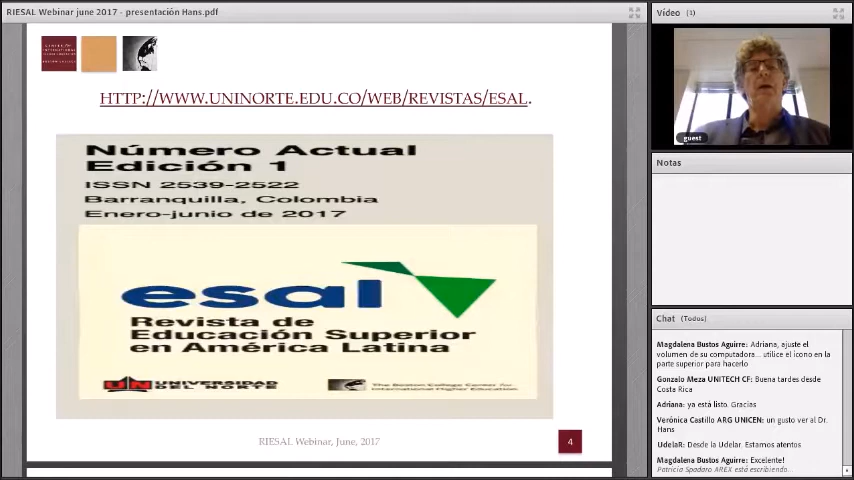 RIESAL Webinar june 2017 - presentación Hans.pdf
HTTP://WWW.UNINORTE.EDU.CO/WEB/REVISTAS/ESAL.
Número Actual
Edición 1
ISSN 2539-2522
Barranquilla, Colombia
Enero-junio de 2017
esal
Revista de
Educación Superior
en América Latina
UN UNIVERSIDAD
DEL NORTE
The Boston College Center for
International Higher Education
RIESAL Webinar, June, 2017
4
Vídeo (1)
guest
Notas
Chat (Todos)
Magdalena Bustos Aguirre: Adriana, ajuste el
volumen de su computadora... utilice el icono en la
parte superior para hacerlo
Gonzalo Meza UNITECH CF: Buena tardes desde
Costa Rica
Adriana: ya está listo. Gracias
Verónica Castillo ARG UNICEN: un gusto ver al Dr.
Hans
UdelaR: Desde la Udelar. Estamos atentos
Magdalena Bustos Aguirre: Excelente!
Patricia Spadaro AREX está escribiendo...